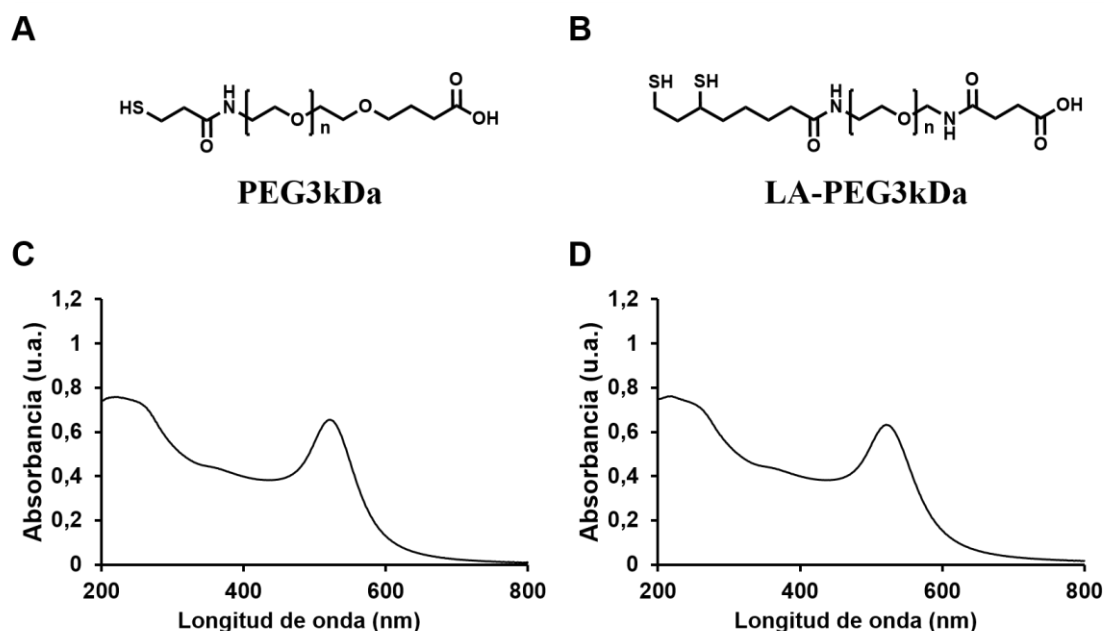 A
B
HS
H
N
O
O
n
O
O
OH
PEG3kDa
SH
SH
O
H
N
O
n
N
H
O
O
OH
LA-PEG3kDa
C
Absorbancia (u.a.)
1,2
1
0,8
0,6
0,4
0,2
0
200
400
600
800
Longitud de onda (nm)
D
Absorbancia (u.a.)
1,2
1
0,8
0,6
0,4
0,2
0
200
400
600
800
Longitud de onda (nm)